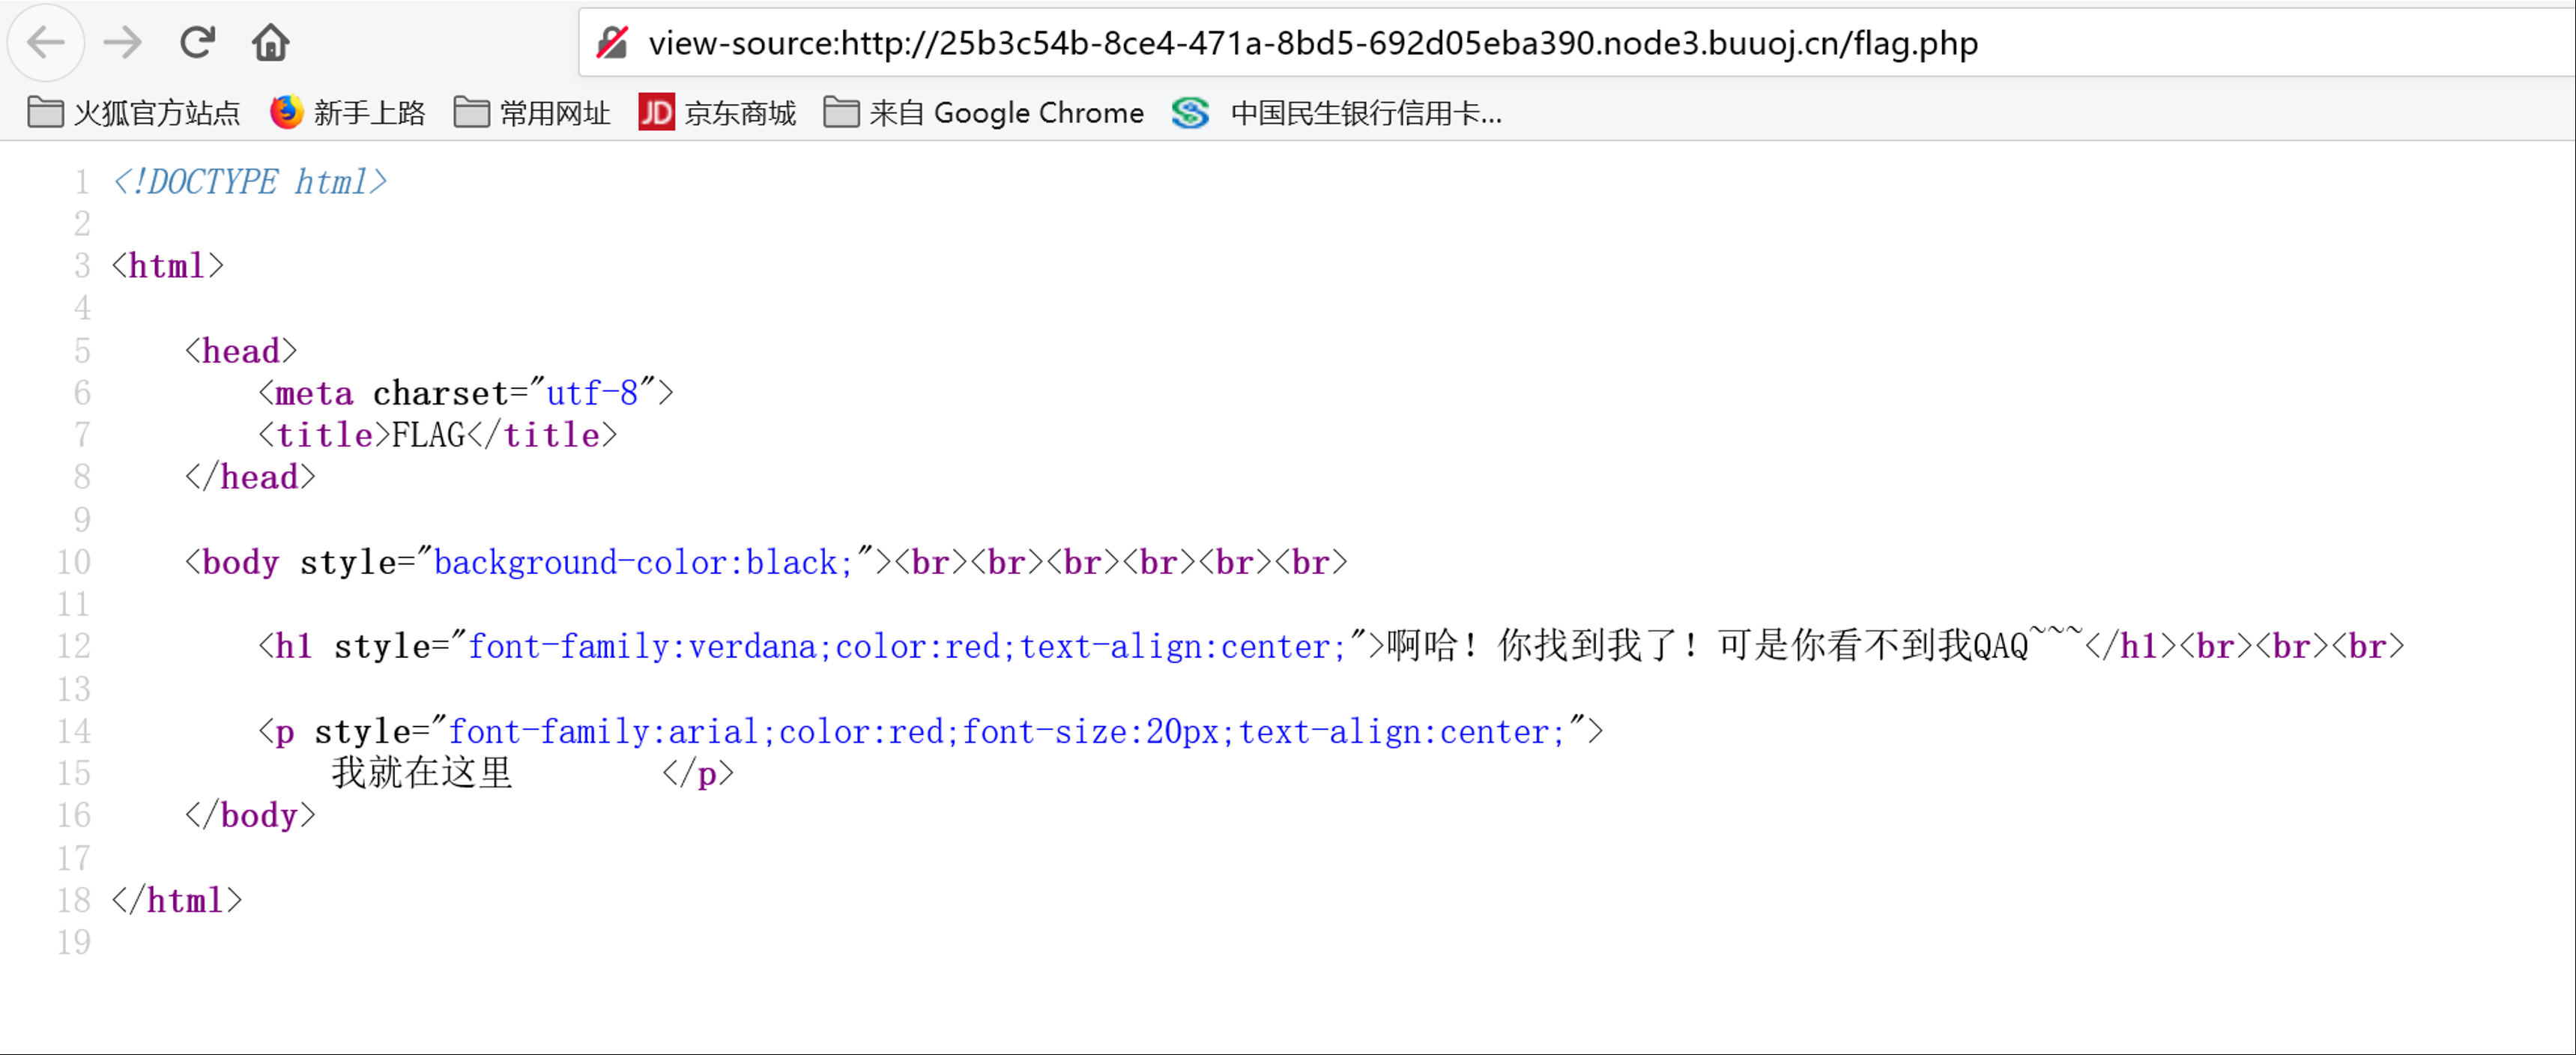 view-source:http://25b3c54b-8ce4-471a-8bd5-692d05eba390.node3.buuoj.cn/flag.php
火狐官方站点 新手上路 常用网址 JD 京东商城 来自 Google Chrome 中国民生银行信用卡...
1 <!DOCTYPE html>
2
3 <html>
4
5 <head>
6 <meta charset="utf-8">
7 <title>FLAG</title>
8 </head>
9
10 <body style="background-color:black;"><br><br><br><br><br><br>
11
12 <h1 style="font-family:verdana;color:red;text-align:center;">啊哈！你找到我了！可是你看不到我QAQ~~~</h1><br><br><br>
13
14 <p style="font-family:arial;color:red;font-size:20px;text-align:center;">
15 我就在这里 </p>
16 </body>
17
18 </html>
19